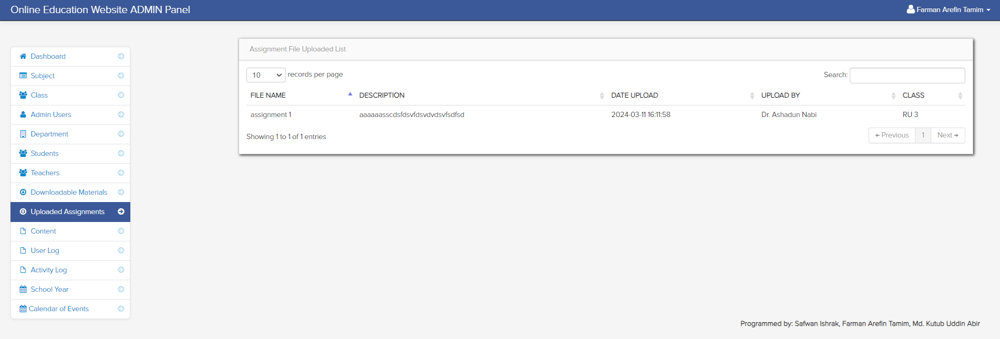 Online Education Website ADMIN Panel
Farman Arefin Tamim
Dashboard
Subject
Class
Admin Users
Department
Students
Teachers
Downloadable Materials
Uploaded Assignments
Content
User Log
Activity Log
School Year
Calendar of Events
Assignment File Uploaded List
10 records per page
Search:
FILE NAME DESCRIPTION DATE UPLOAD UPLOAD BY CLASS
assignment 1 aaaaaasscdsfdsvfdsvdvdsvfsdfsd 2024-03-11 16:11:58 Dr. Ashadun Nabi RU 3
Showing 1 to 1 of 1 entries
← Previous 1 Next →
Programmed by: Safwan Ishrak, Farman Arefin Tamim, Md. Kutub Uddin Abir